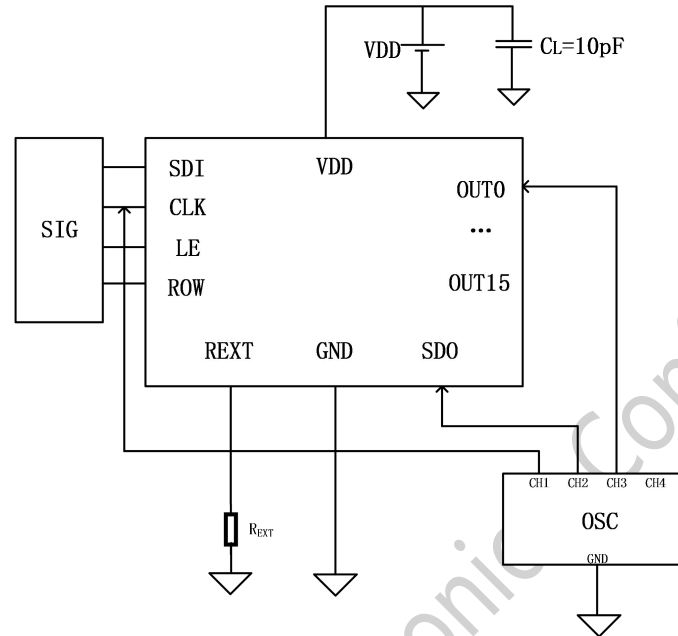 VDD
CL=10pF
SDI
VDD
CLK
OUT0
SIG
...
LE
ROW
OUT15
REXT
GND
SDO
CH1
CH2
CH3
CH4
OSC
REXT
GND